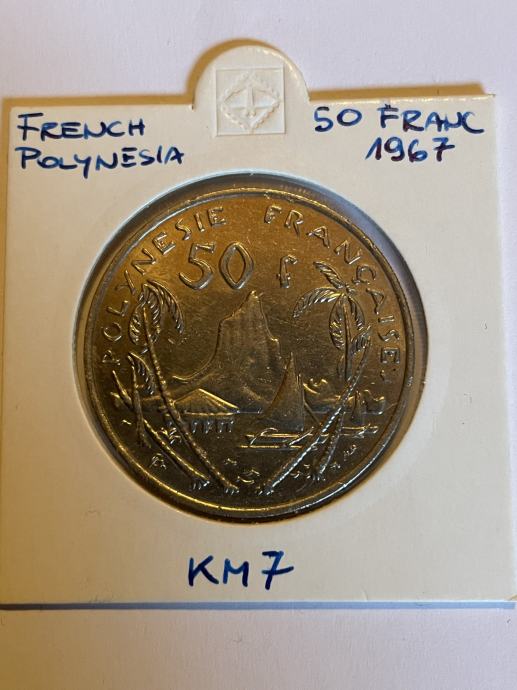 FRENCH
POLYNESIA
50 FRANC
1967
POLYNESIE FRANÇAISE
50 f
KM7